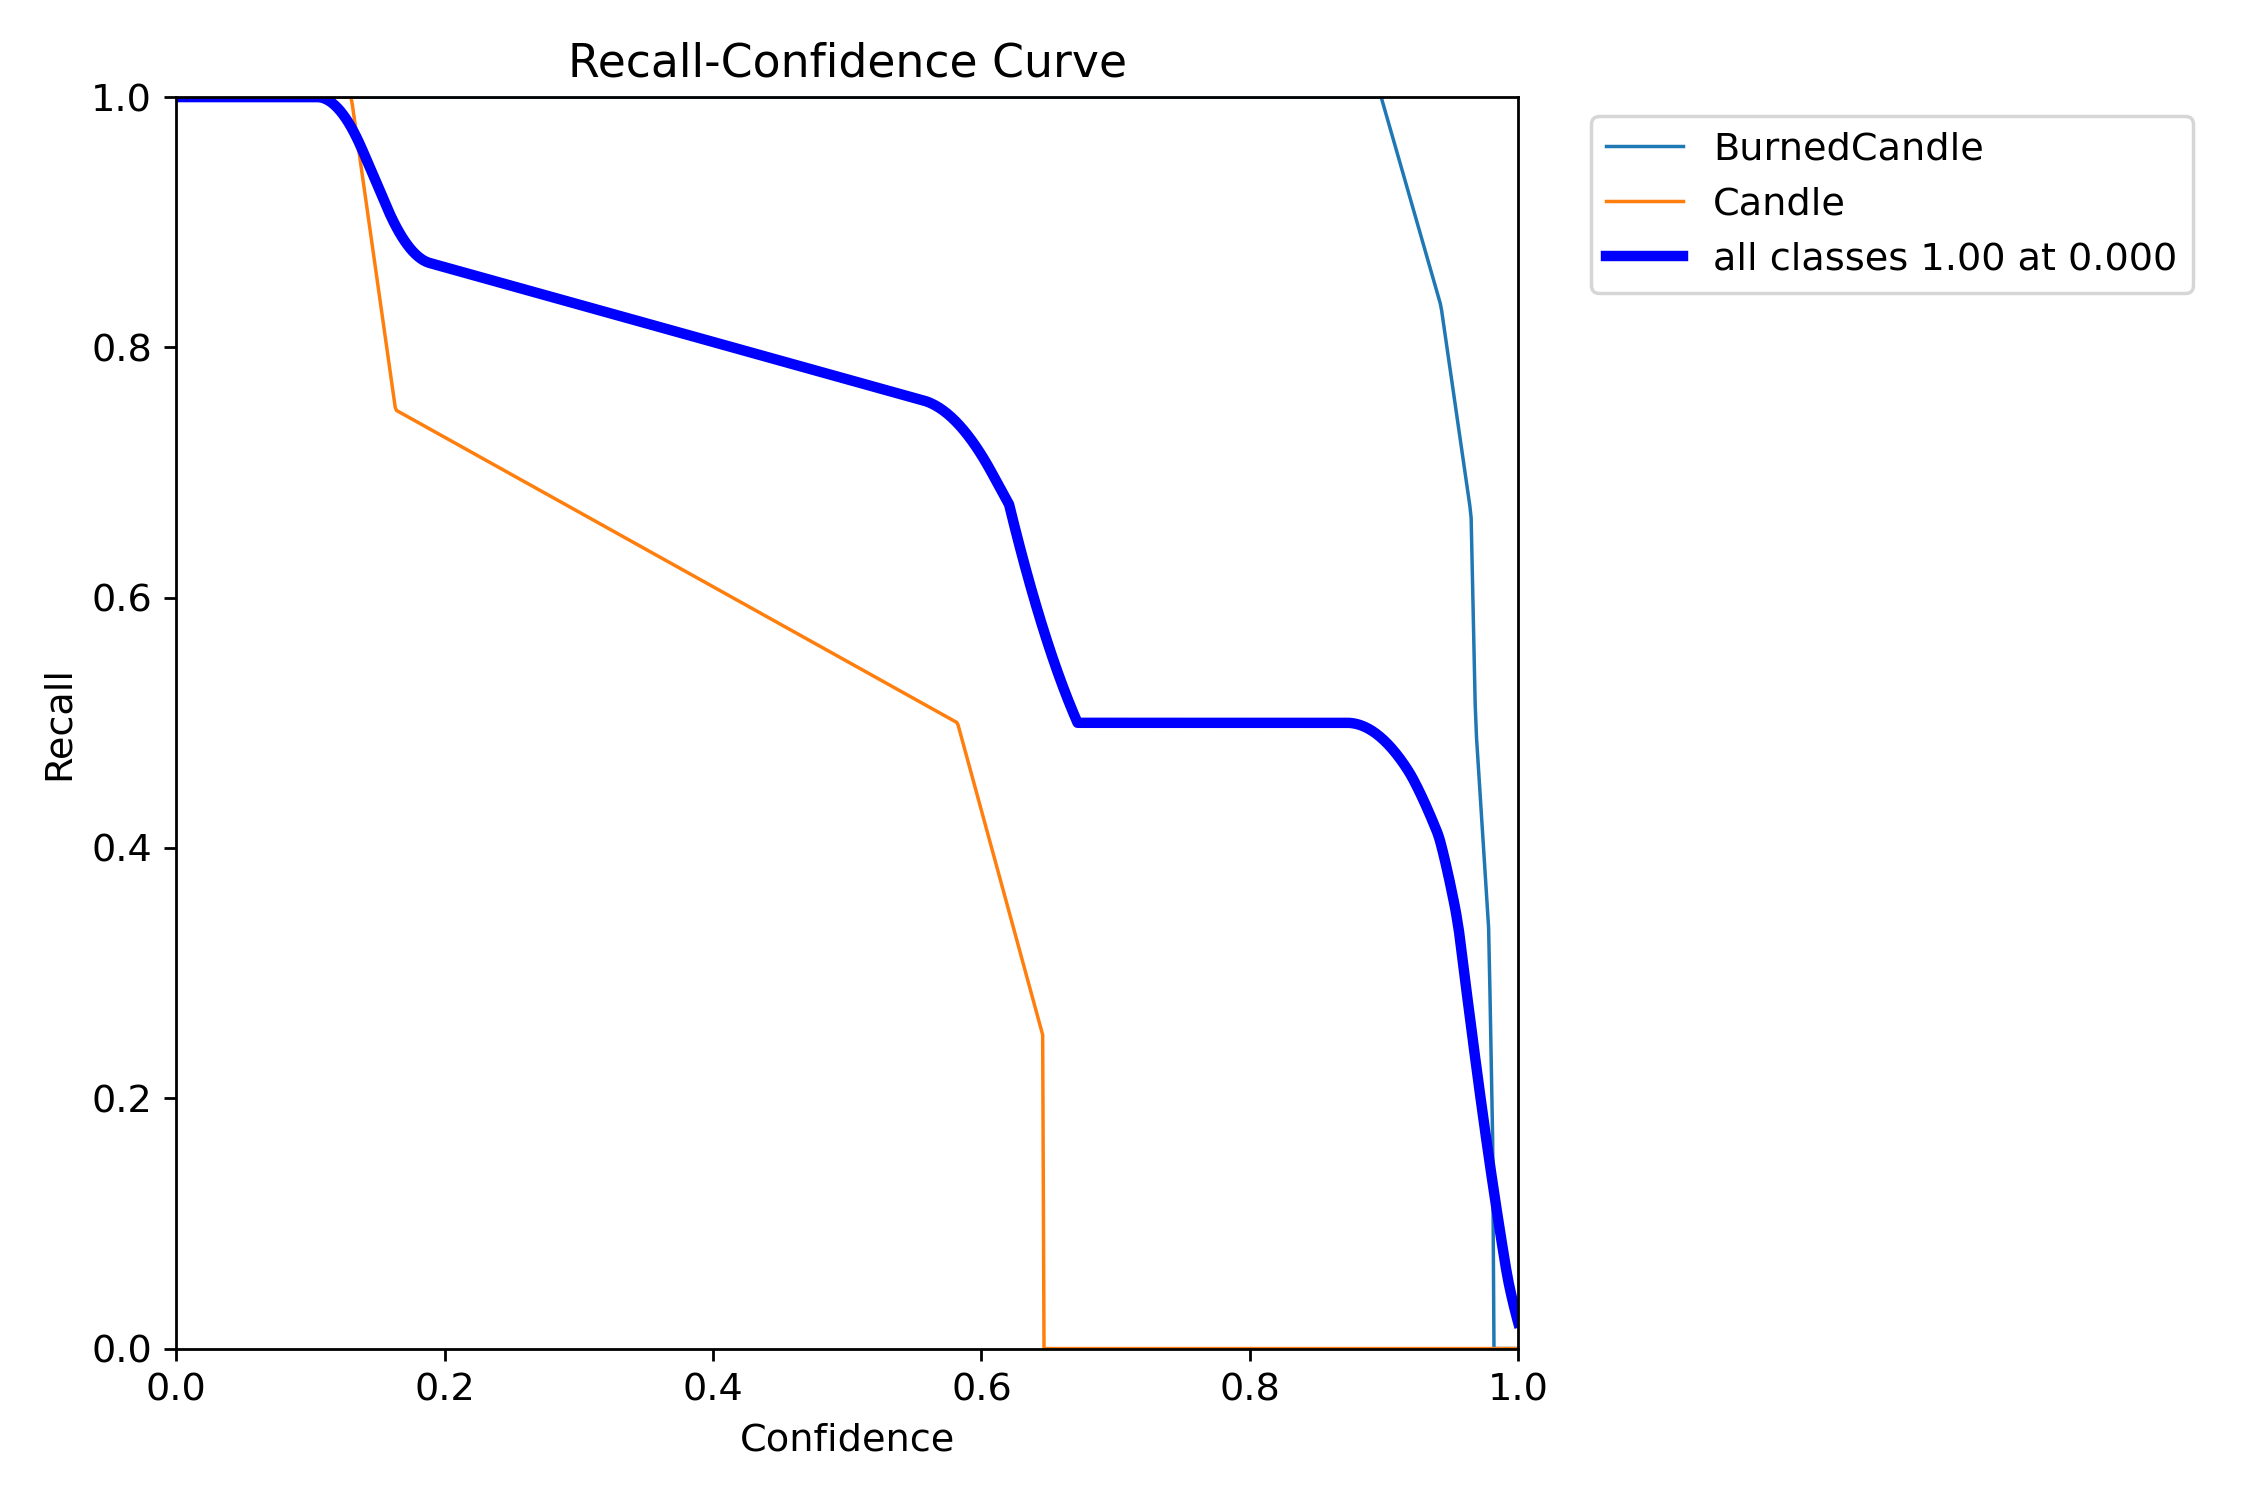 Recall-Confidence Curve
1.0
0.8
0.6
0.4
0.2
0.0
Recall
0.0 0.2 0.4 0.6 0.8 1.0
Confidence
BurnedCandle
Candle
all classes 1.00 at 0.000